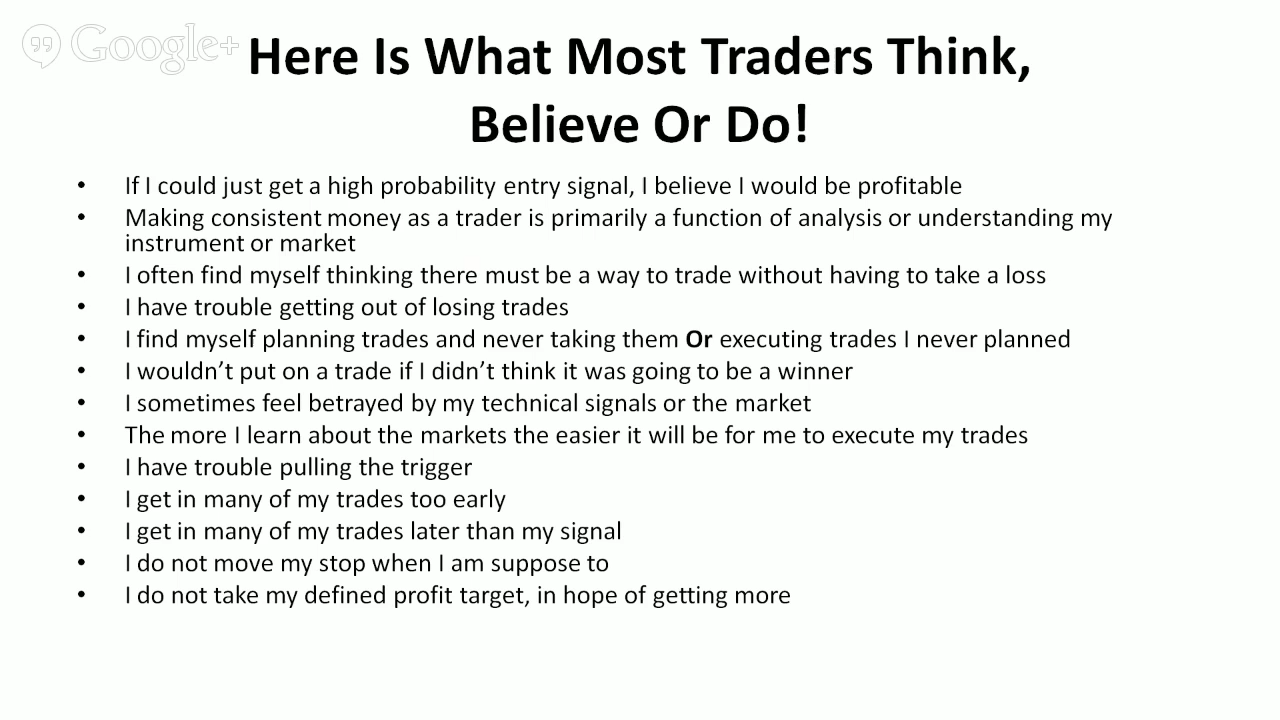 Google+
Here Is What Most Traders Think,
Believe Or Do!
• If I could just get a high probability entry signal, I believe I would be profitable
• Making consistent money as a trader is primarily a function of analysis or understanding my
instrument or market
• I often find myself thinking there must be a way to trade without having to take a loss
• I have trouble getting out of losing trades
• I find myself planning trades and never taking them Or executing trades I never planned
• I wouldn’t put on a trade if I didn’t think it was going to be a winner
• I sometimes feel betrayed by my technical signals or the market
• The more I learn about the markets the easier it will be for me to execute my trades
• I have trouble pulling the trigger
• I get in many of my trades too early
• I get in many of my trades later than my signal
• I do not move my stop when I am suppose to
• I do not take my defined profit target, in hope of getting more